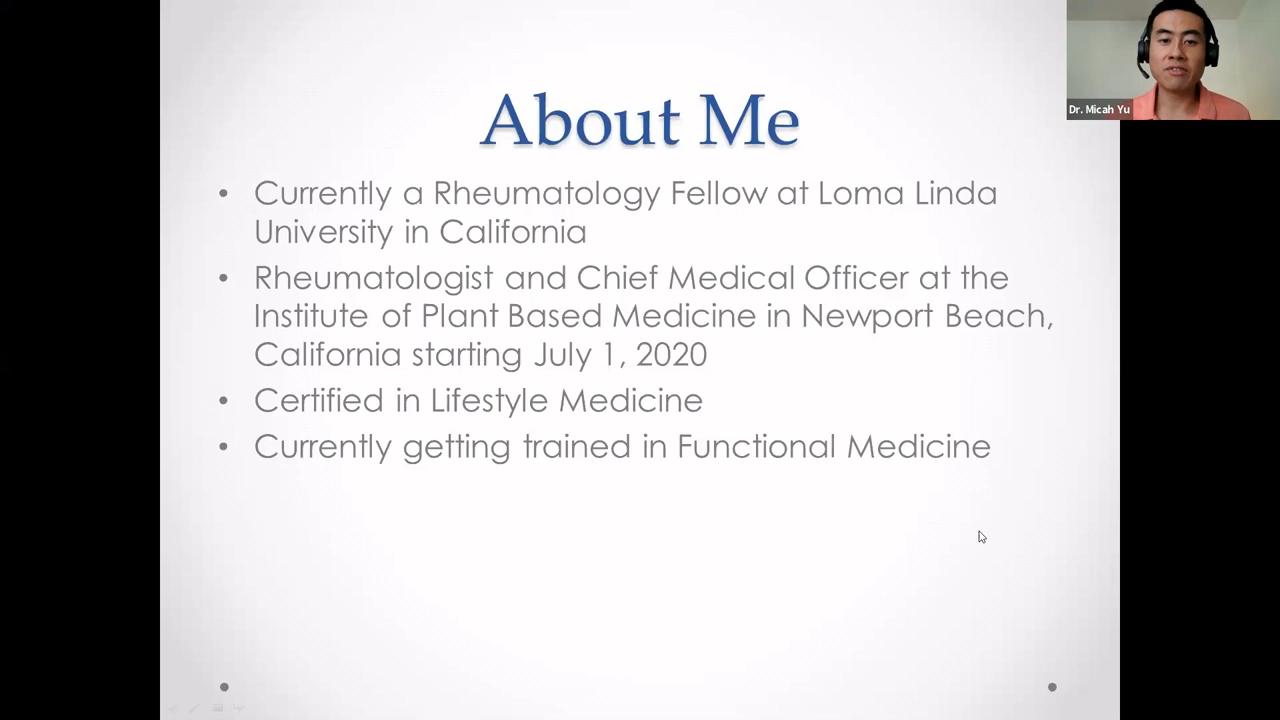 About Me
Dr. Micah Yu
• Currently a Rheumatology Fellow at Loma Linda
University in California
• Rheumatologist and Chief Medical Officer at the
Institute of Plant Based Medicine in Newport Beach,
California starting July 1, 2020
• Certified in Lifestyle Medicine
• Currently getting trained in Functional Medicine